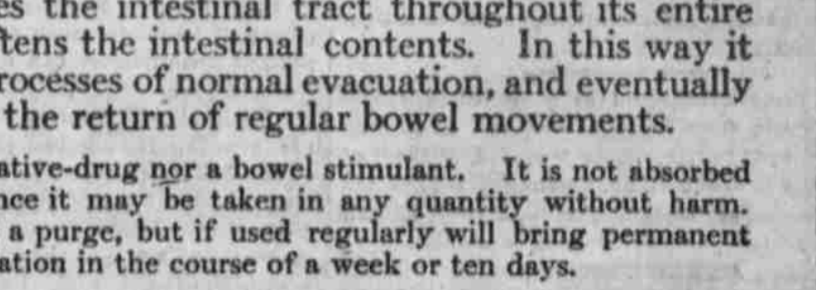 es the intestinal tract throughout its entire
tens the intestinal contents. In this way it
rocesses of normal evacuation, and eventually
the return of regular bowel movements.
ative-drug nor a bowel stimulant. It is not absorbed
nce it may be taken in any quantity without harm.
a purge, but if used regularly will bring permanent
ation in the course of a week or ten days.